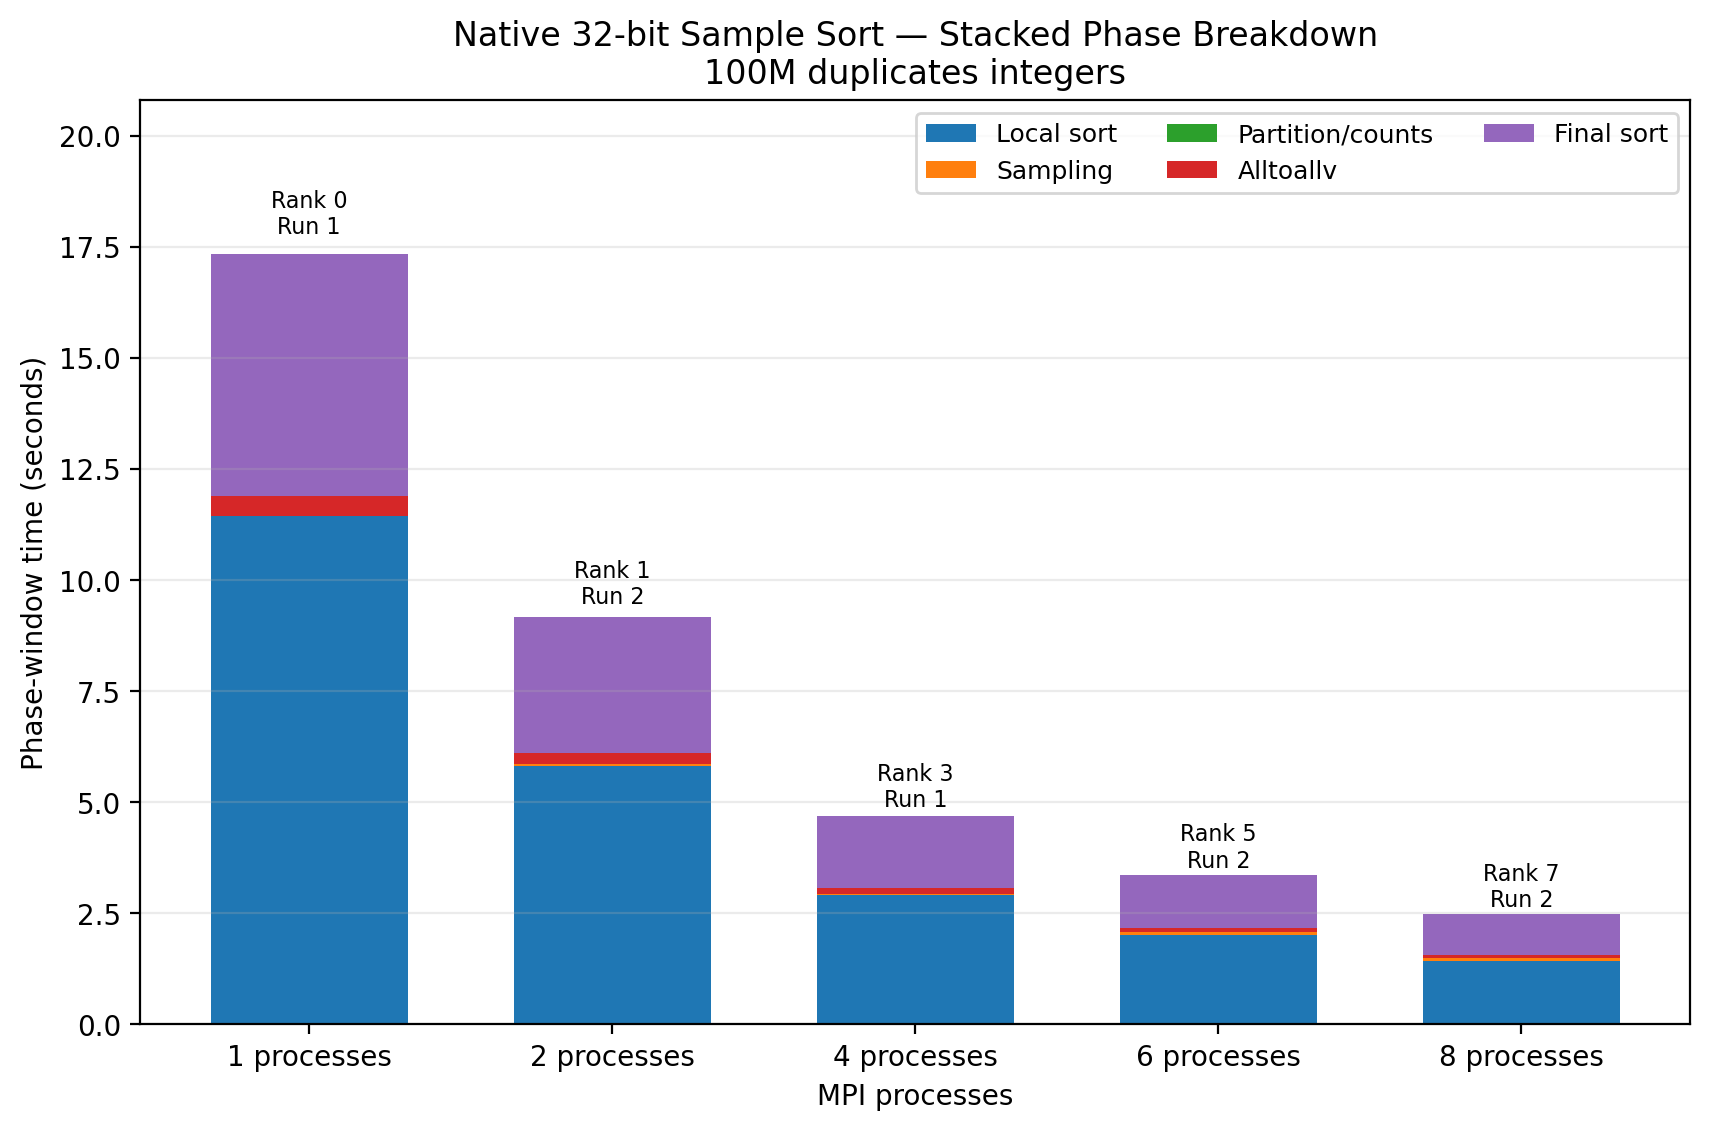 Native 32-bit Sample Sort — Stacked Phase Breakdown
100M duplicates integers
Local sort
Sampling
Partition/counts
Alltoallv
Final sort
Phase-window time (seconds)
20.0
17.5
15.0
12.5
10.0
7.5
5.0
2.5
0.0
Rank 0
Run 1
Rank 1
Run 2
Rank 3
Run 1
Rank 5
Run 2
Rank 7
Run 2
1 processes
2 processes
4 processes
6 processes
8 processes
MPI processes